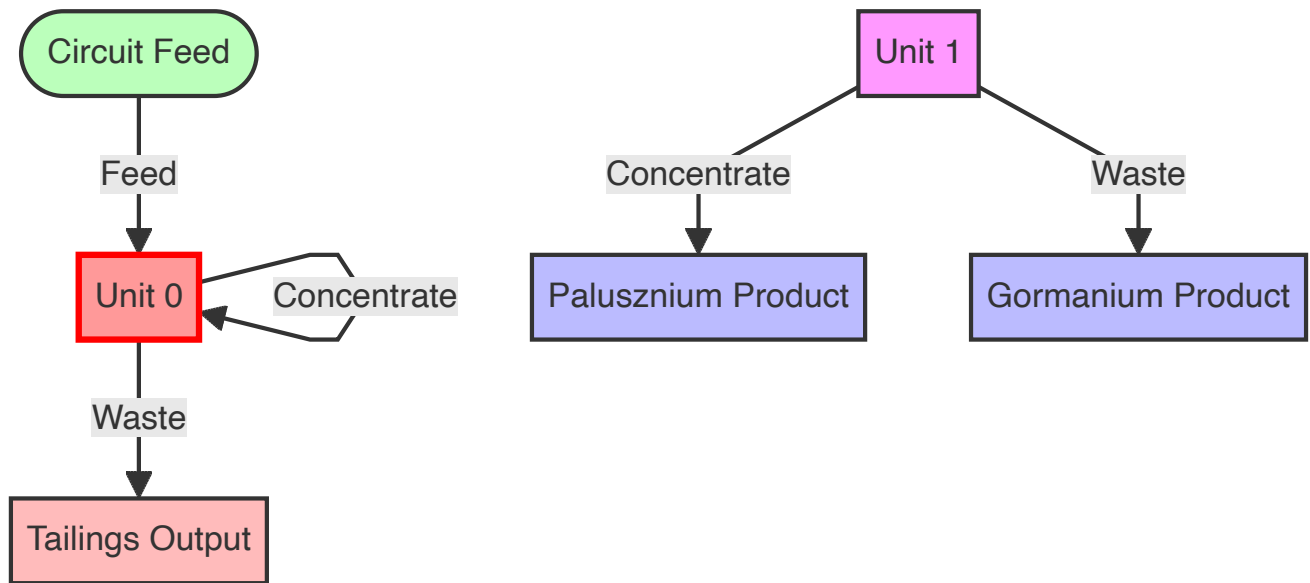 Circuit Feed
Unit 1
Feed
Concentrate
Waste
Unit 0
Concentrate
Palusznium Product
Gormanium Product
Waste
Tailings Output